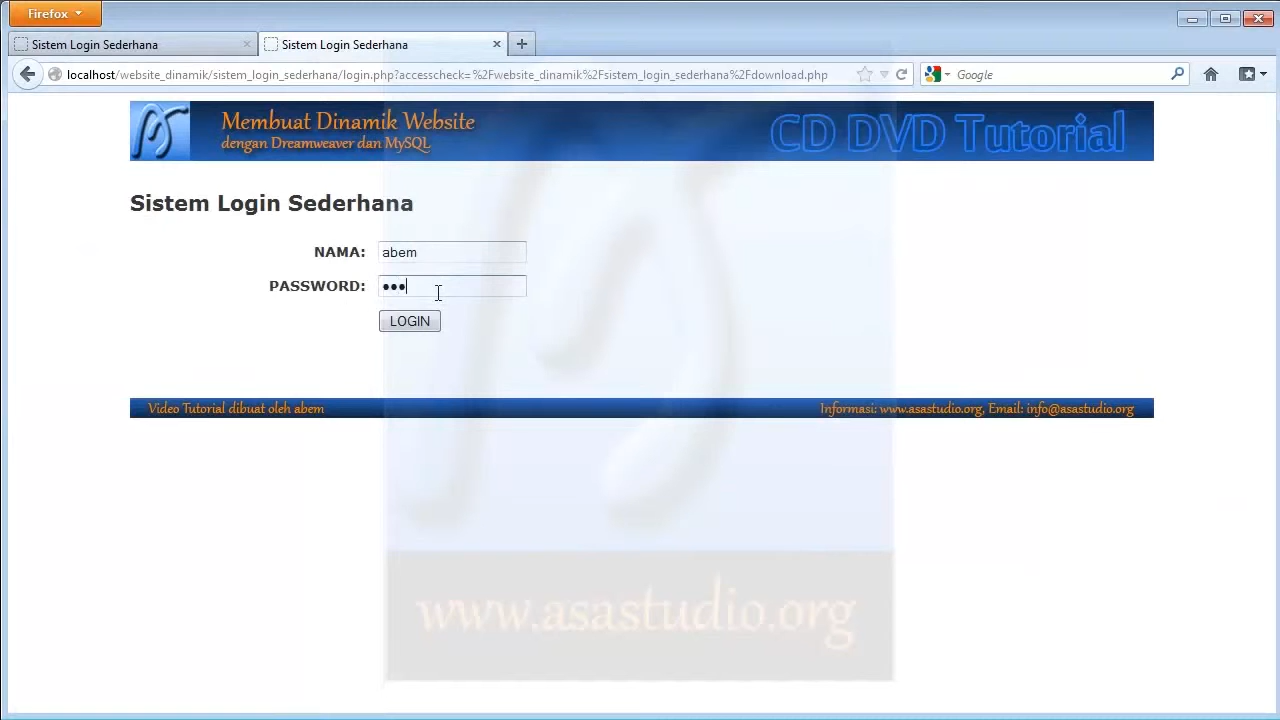 Firefox
Sistem Login Sederhana
Sistem Login Sederhana
localhost/website_dinamik/sistem_login_sederhana/login.php?accesscheck=%2Fwebsite_dinamik%2Fsistem_login_sederhana%2Fdownload.php
Google
Membuat Dinamik Website
dengan Dreamweaver dan MySQL
CD DVD Tutorial
Sistem Login Sederhana
NAMA: abem
PASSWORD: •••
LOGIN
Video Tutorial dibuat oleh abem
Informasi: www.asastudio.org, Email: info@asastudio.org
www.asastudio.org